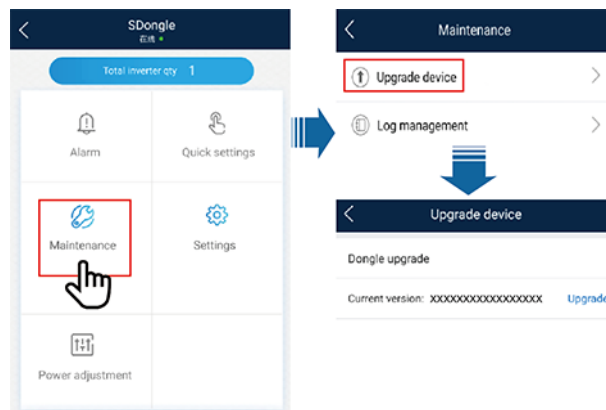 SDongle
在线
Total inverter qty 1
Alarm
Quick settings
Maintenance
Settings
Power adjustment
Maintenance
Upgrade device
Log management
Upgrade device
Dongle upgrade
Current version: XXXXXXXXXXXXXXXXX Upgrade